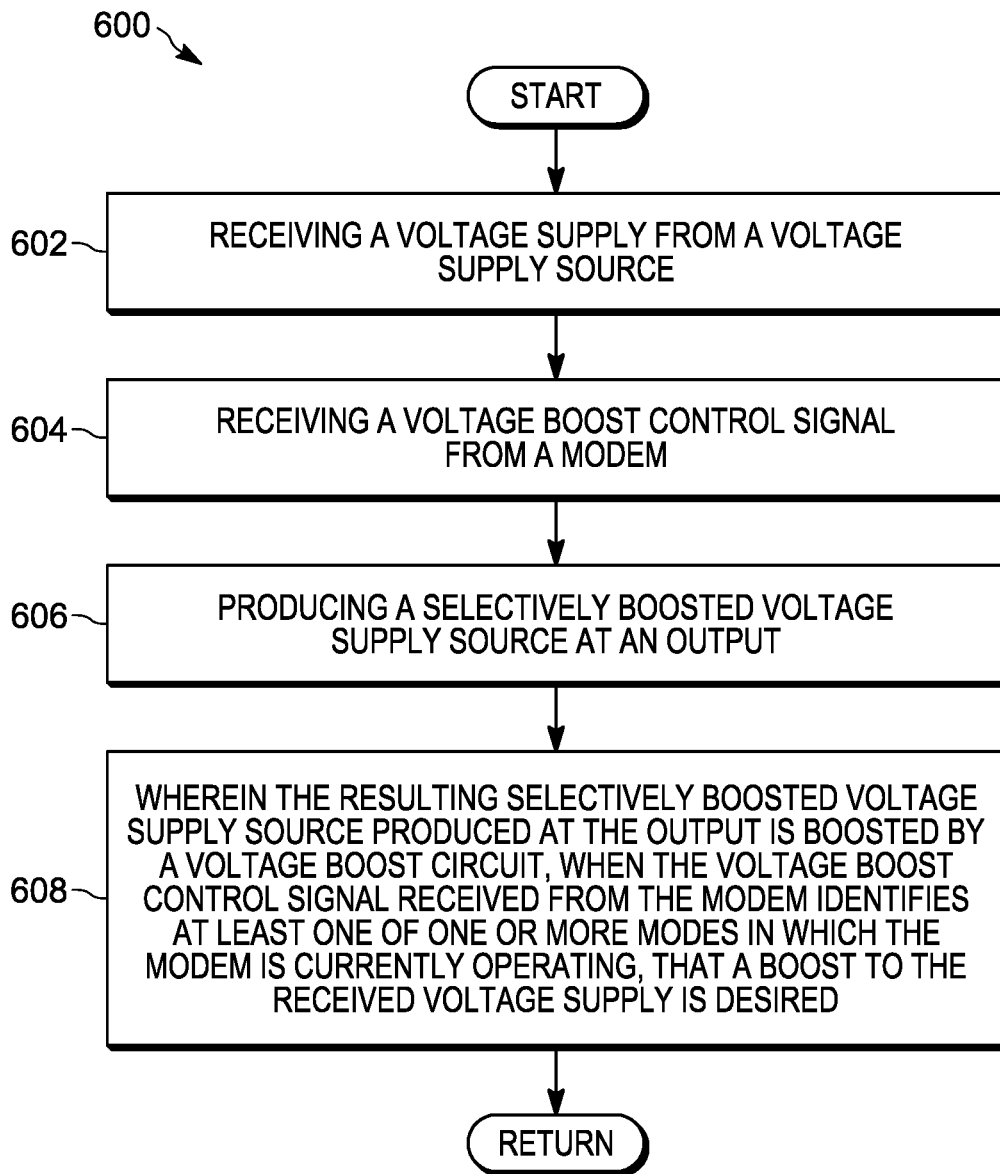 600
START
602
RECEIVING A VOLTAGE SUPPLY FROM A VOLTAGE
SUPPLY SOURCE
604
RECEIVING A VOLTAGE BOOST CONTROL SIGNAL
FROM A MODEM
606
PRODUCING A SELECTIVELY BOOSTED VOLTAGE
SUPPLY SOURCE AT AN OUTPUT
608
WHEREIN THE RESULTING SELECTIVELY BOOSTED VOLTAGE
SUPPLY SOURCE PRODUCED AT THE OUTPUT IS BOOSTED BY
A VOLTAGE BOOST CIRCUIT, WHEN THE VOLTAGE BOOST
CONTROL SIGNAL RECEIVED FROM THE MODEM IDENTIFIES
AT LEAST ONE OF ONE OR MORE MODES IN WHICH THE
MODEM IS CURRENTLY OPERATING, THAT A BOOST TO THE
RECEIVED VOLTAGE SUPPLY IS DESIRED
RETURN